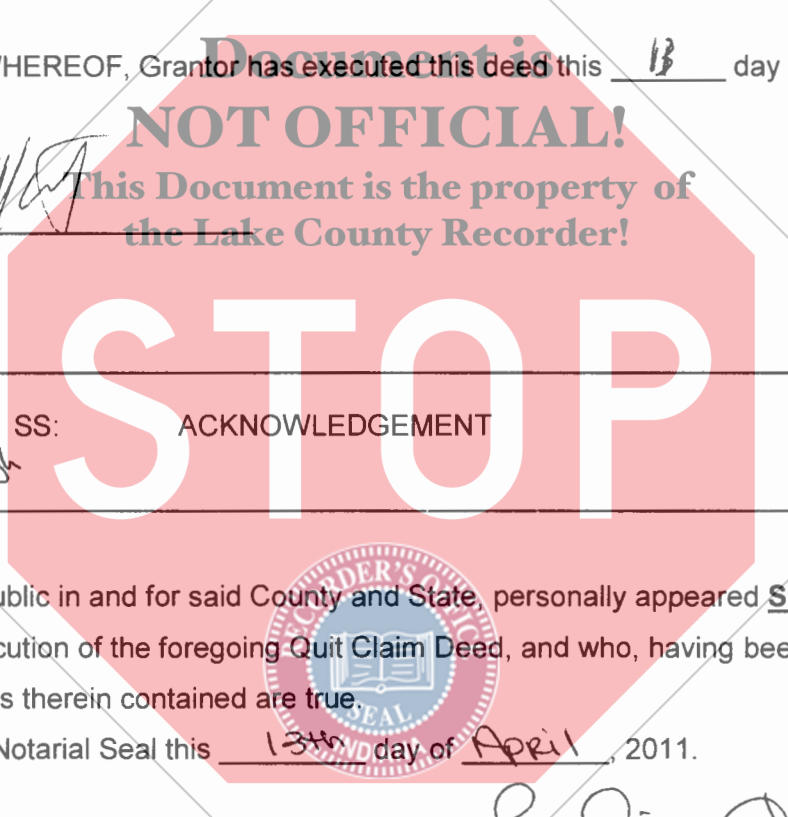 HEREOF, Grantor has executed this deed this 13 day
Document is
NOT OFFICIAL!
This Document is the property of
the Lake County Recorder!
STOP
SS: ACKNOWLEDGEMENT
ublic in and for said County and State, personally appeared S
cution of the foregoing Quit Claim Deed, and who, having bee
s therein contained are true.
Notarial Seal this 13th day of April, 2011.
RECORDER'S OFFICE
SEAL
INDIANA